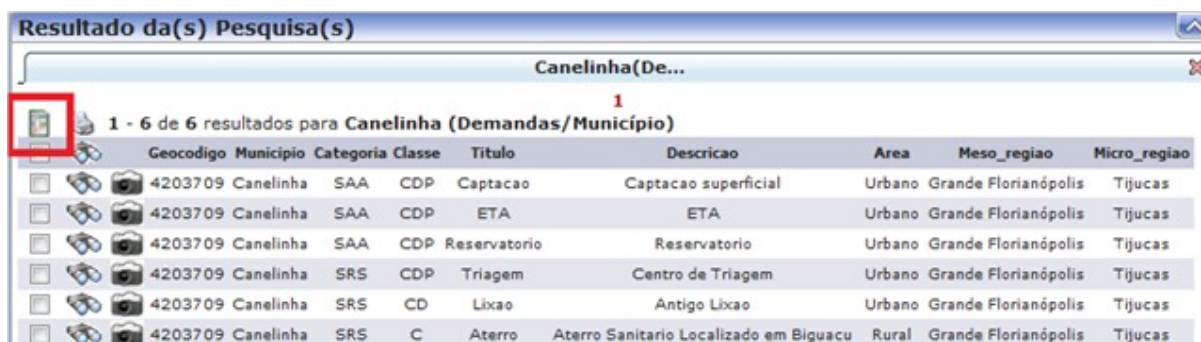 Resultado da(s) Pesquisa(s)
Canelinha(De...
1
1 - 6 de 6 resultados para Canelinha (Demandas/Município)
Geocodigo Municipio Categoria Classe Titulo Descricao Area Meso_regiao Micro_regiao
4203709 Canelinha SAA CDP Captacao Captacao superficial Urbano Grande Florianópolis Tijucas
4203709 Canelinha SAA CDP ETA ETA Urbano Grande Florianópolis Tijucas
4203709 Canelinha SAA CDP Reservatorio Reservatorio Urbano Grande Florianópolis Tijucas
4203709 Canelinha SRS CDP Triagem Centro de Triagem Urbano Grande Florianópolis Tijucas
4203709 Canelinha SRS CD Lixao Antigo Lixao Urbano Grande Florianópolis Tijucas
4203709 Canelinha SRS C Aterro Aterro Sanitario Localizado em Biguacu Rural Grande Florianópolis Tijucas